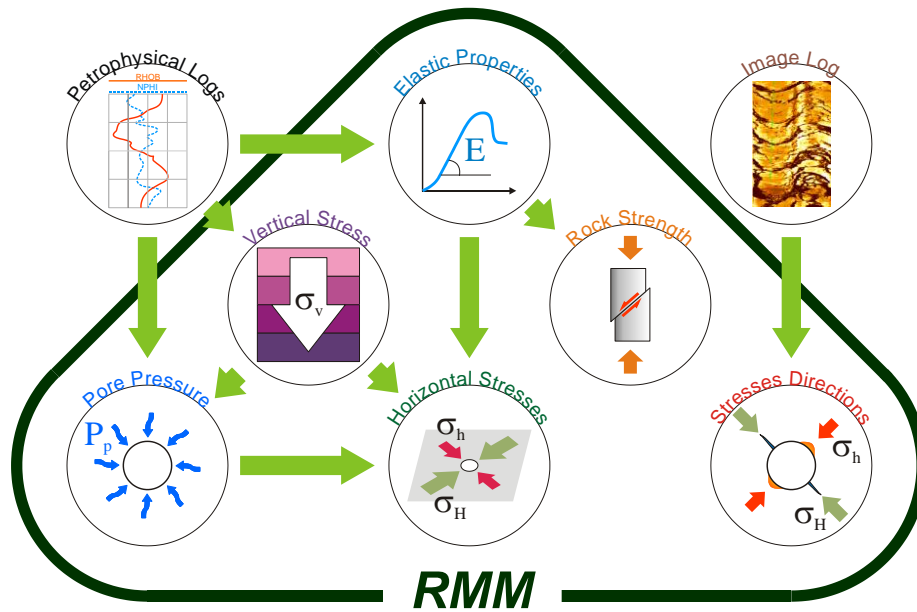 Petrophysical Logs
RHOB
NPHI
Elastic Properties
E
Image Log
Vertical Stress
σv
Rock Strength
Pore Pressure
Pp
Horizontal Stresses
σh
σH
Stresses Directions
σh
σH
RMM